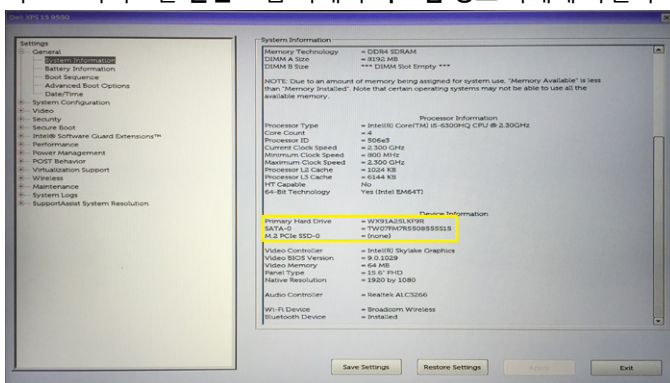 Dell XPS 15 9550
Settings
General
System Information
Battery Information
Boot Sequence
Advanced Boot Options
Date/Time
System Configuration
Video
Security
Secure Boot
Intel® Software Guard Extensions™
Performance
Power Management
POST Behavior
Virtualization Support
Wireless
Maintenance
System Logs
SupportAssist System Resolution
System Information
Memory Technology = DDR4 SDRAM
DIMM A Size = 8192 MB
DIMM B Size *** DIMM Slot Empty ***
NOTE: Due to an amount of memory being assigned for system use, "Memory Available" is less
than "Memory Installed". Note that certain operating systems may not be able to use all the
available memory.
Processor Information
Processor Type = Intel(R) Core(TM) i5-6300HQ CPU @ 2.30GHz
Core Count = 4
Processor ID = 506e3
Current Clock Speed = 2.300 GHz
Minimum Clock Speed = 800 MHz
Maximum Clock Speed = 2.300 GHz
Processor L2 Cache = 1024 KB
Processor L3 Cache = 6144 KB
HT Capable No
64-Bit Technology Yes (Intel EM64T)
Device Information
Primary Hard Drive = WX91A25LKF9R
SATA-0 = TW07FM7R5508555515
M.2 PCIe SSD-0 = (none)
Video Controller = Intel(R) Skylake Graphics
Video BIOS Version = 9.0.1029
Video Memory = 64 MB
Panel Type = 15.6" FHD
Native Resolution = 1920 by 1080
Audio Controller = Realtek ALC3266
Wi-Fi Device = Broadcom Wireless
Bluetooth Device = Installed
Save Settings Restore Settings Apply Exit